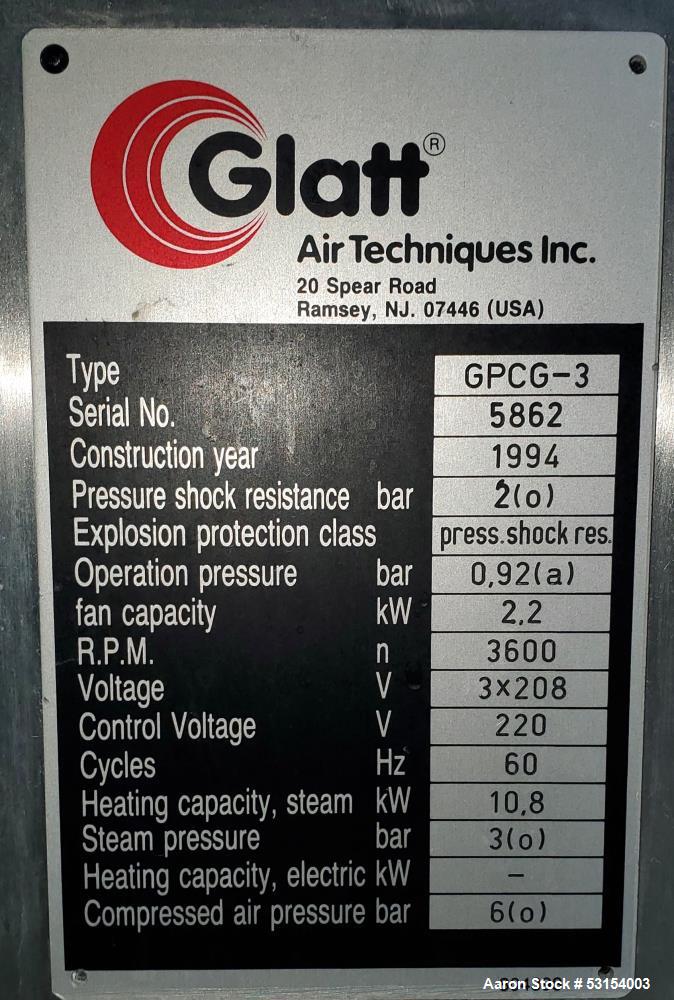 Glatt®
Air Techniques Inc.
20 Spear Road
Ramsey, NJ. 07446 (USA)
Type GPCG-3
Serial No. 5862
Construction year 1994
Pressure shock resistance bar 2(o)
Explosion protection class press.shock res.
Operation pressure bar 0,92(a)
fan capacity kW 2,2
R.P.M. n 3600
Voltage V 3×208
Control Voltage V 220
Cycles Hz 60
Heating capacity, steam kW 10,8
Steam pressure bar 3(o)
Heating capacity, electric kW –
Compressed air pressure bar 6(o)
Aaron Stock # 53154003